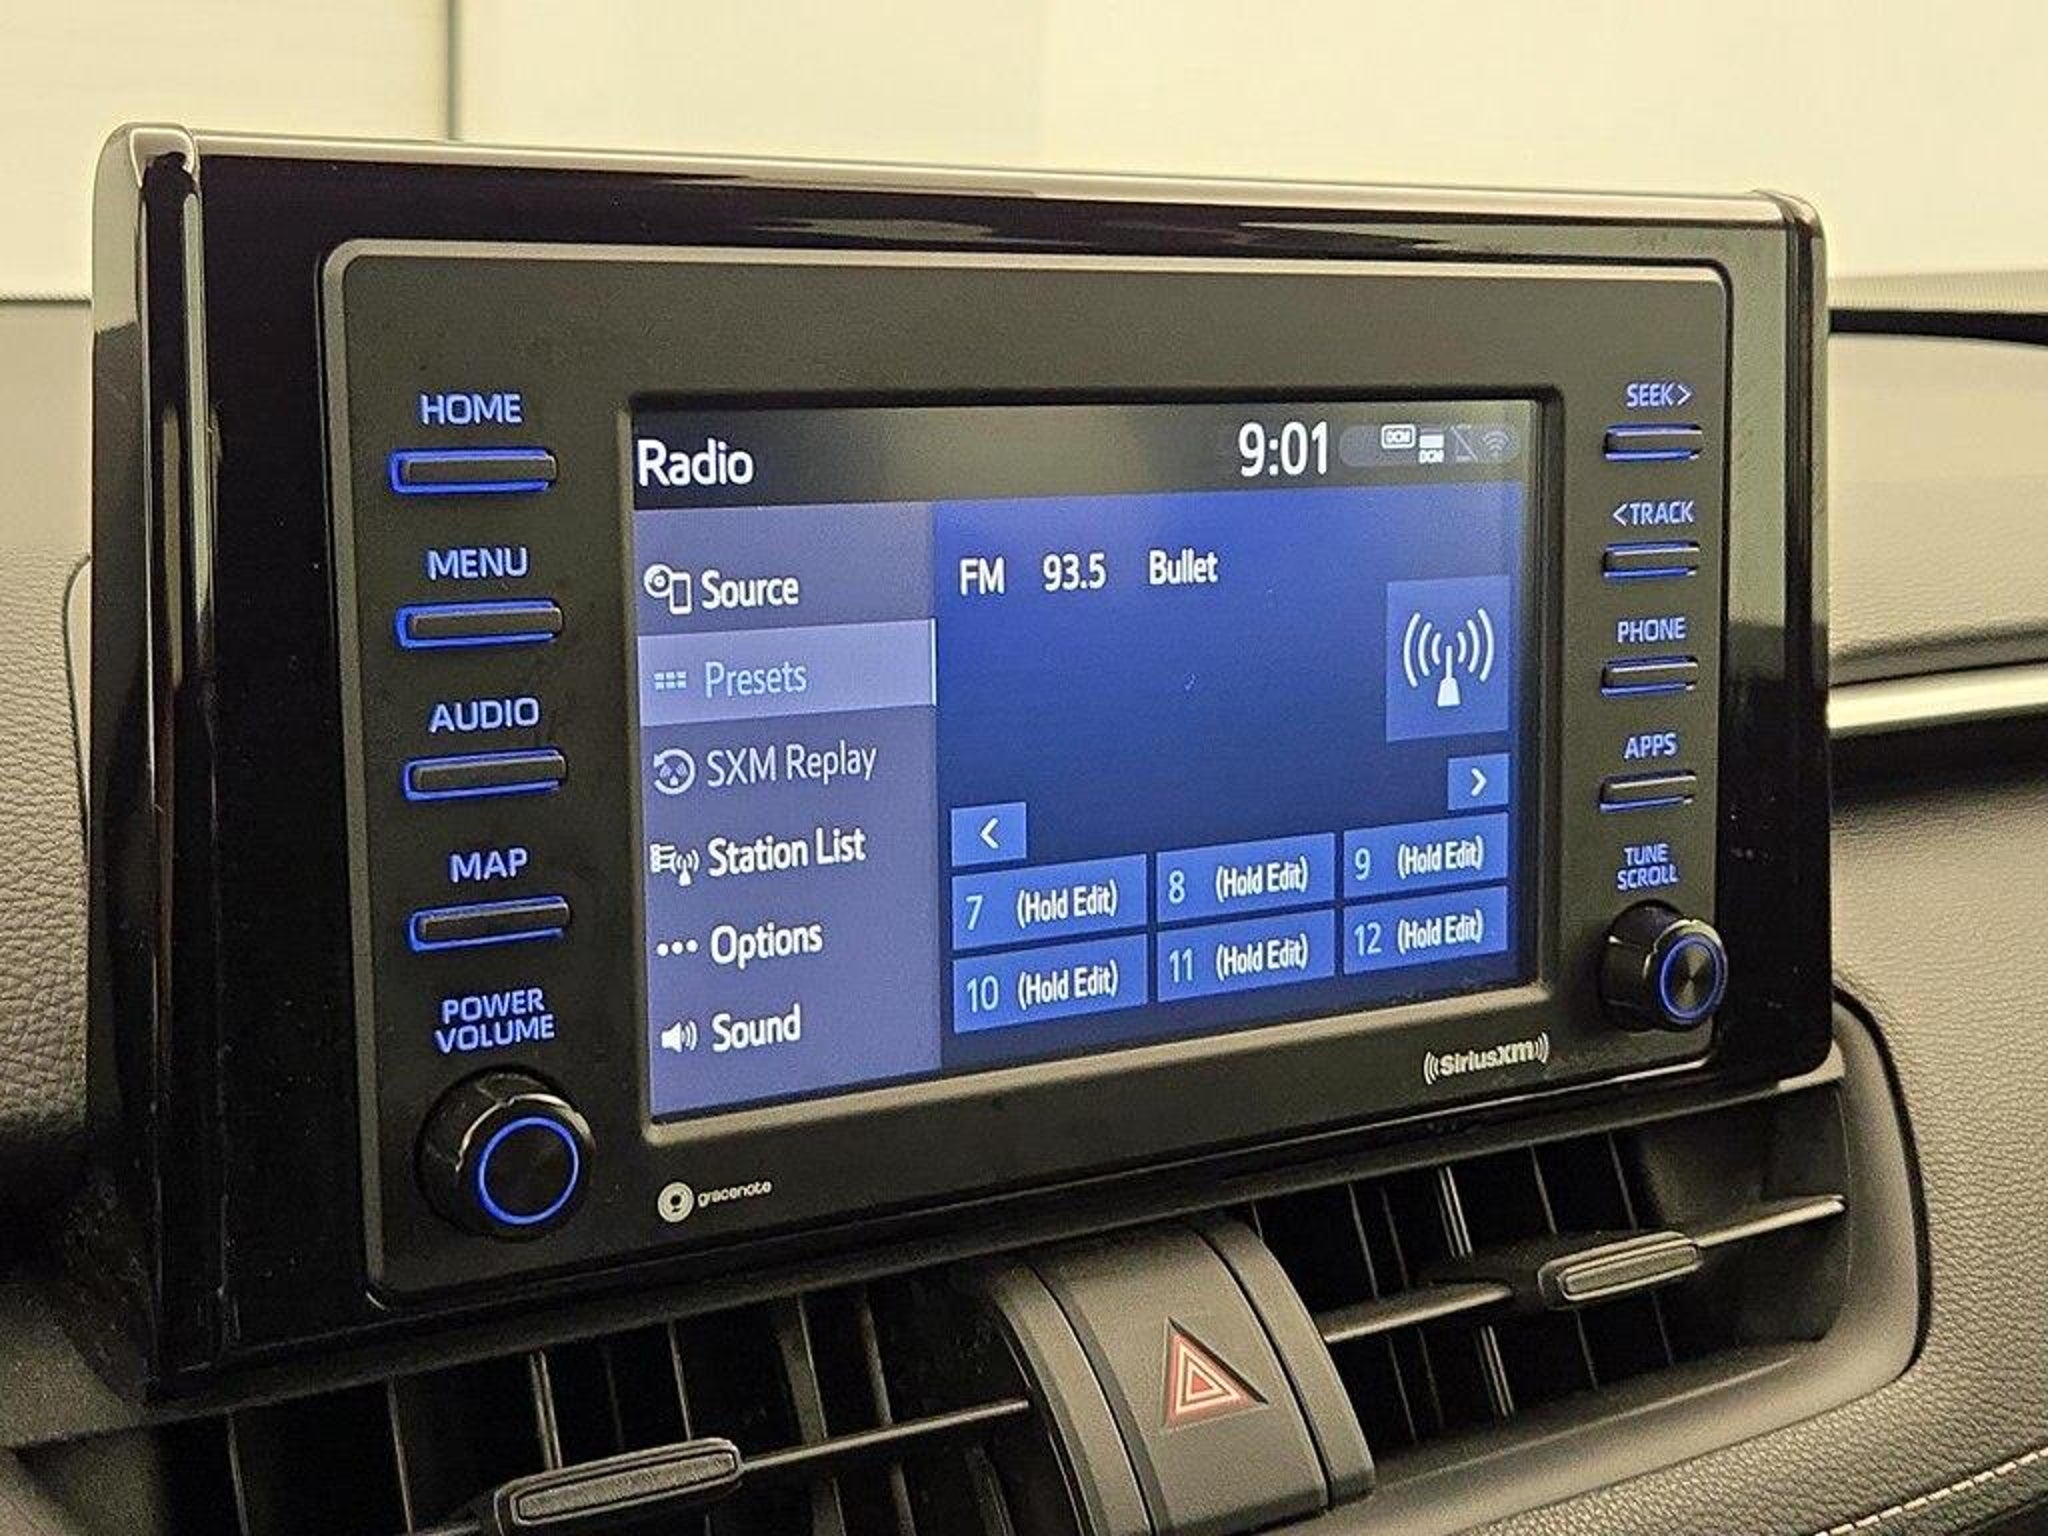 HOME
MENU
AUDIO
MAP
POWER
VOLUME
Radio
9:01
DCM
DCM
Source
Presets
SXM Replay
Station List
Options
Sound
FM 93.5 Bullet
<
>
7 (Hold Edit)
8 (Hold Edit)
9 (Hold Edit)
10 (Hold Edit)
11 (Hold Edit)
12 (Hold Edit)
SEEK>
<TRACK
PHONE
APPS
TUNE
SCROLL
gracenote
SiriusXM